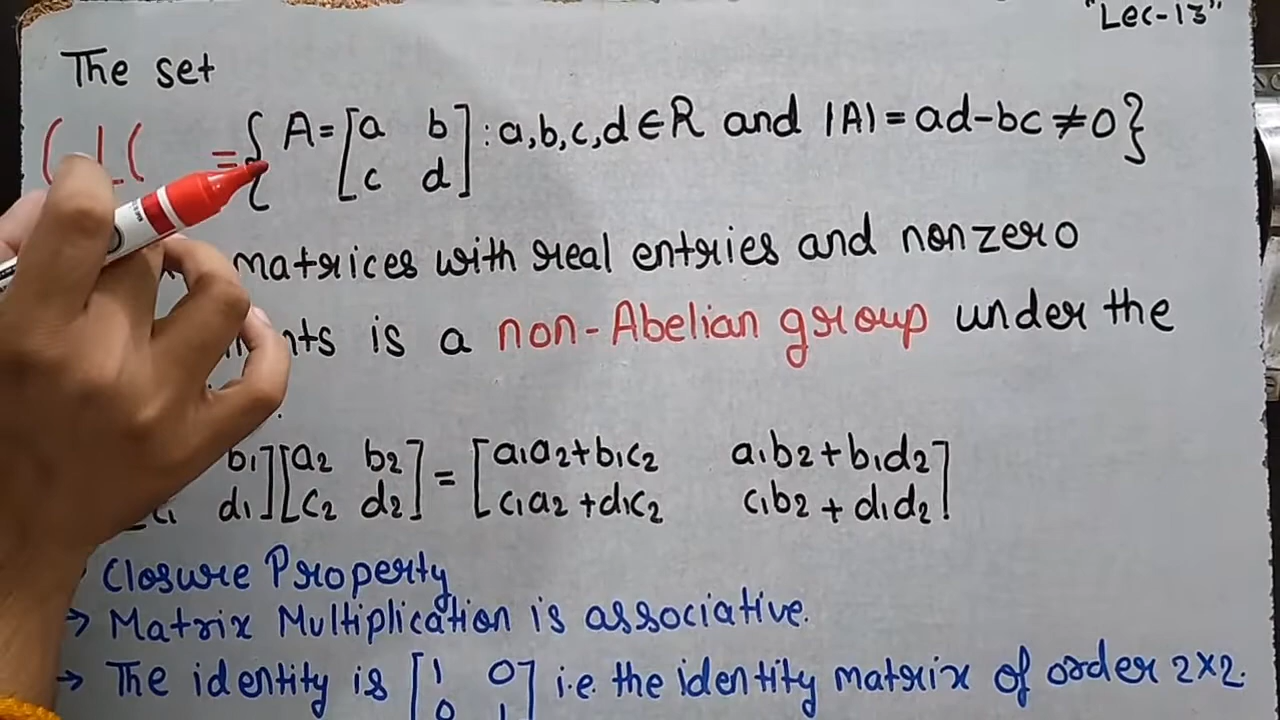 "Lec-13"
The set
= { A = [a b; c d] : a,b,c,d ∈ R and |A| = ad-bc ≠ 0 }
matrices with real entries and nonzero
nts is a non-Abelian group under the
b1 d1] [a2 b2; c2 d2] = [a1a2+b1c2 a1b2+b1d2; c1a2+d1c2 c1b2+d1d2]
Closure Property
→ Matrix Multiplication is associative.
→ The identity is [1 0; 0 1] i.e. the identity matrix of order 2×2.